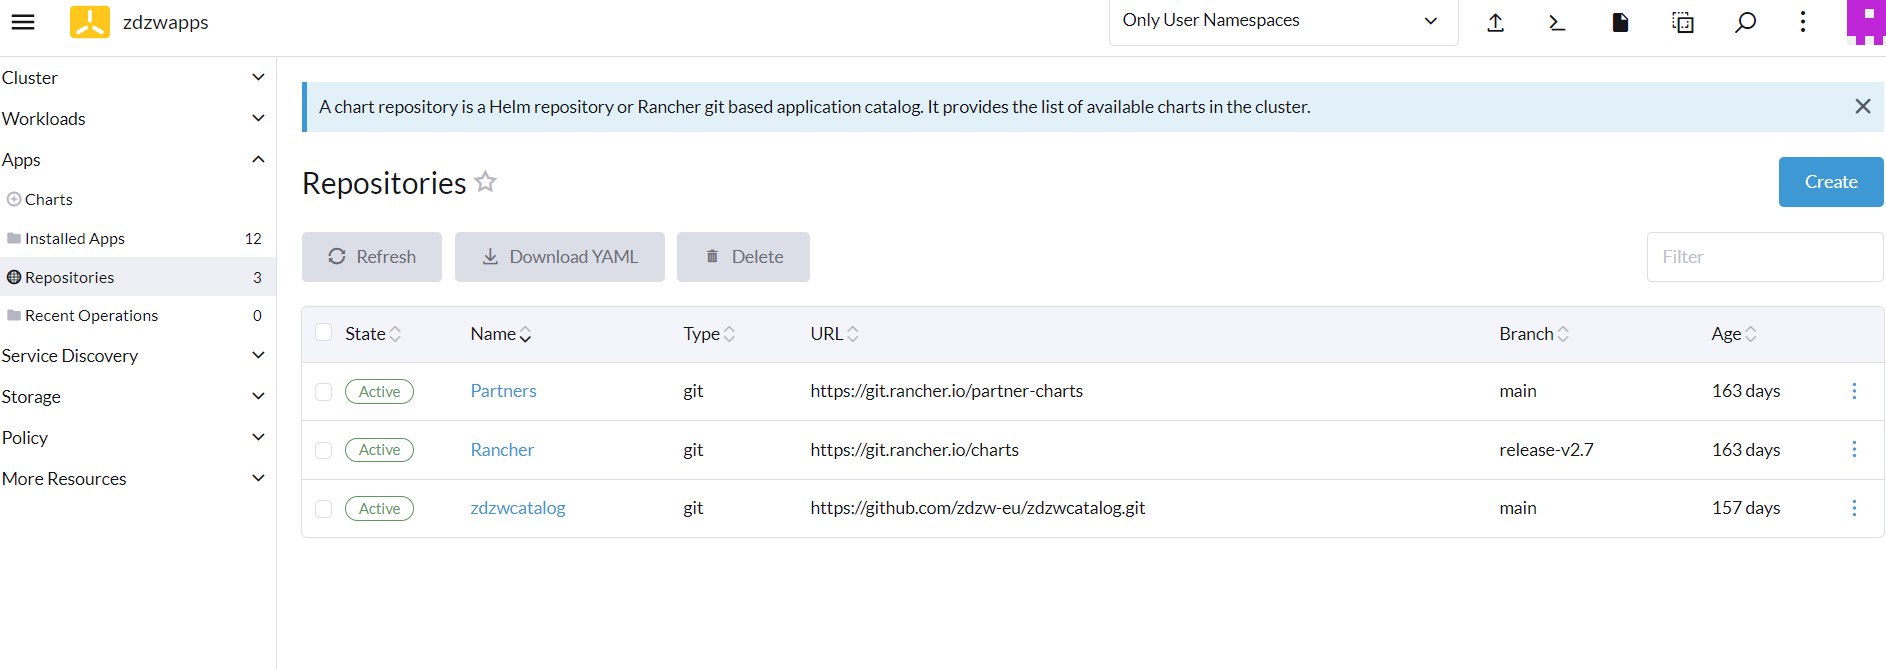 zdzwapps
Only User Namespaces
Cluster
Workloads
Apps
Charts
Installed Apps 12
Repositories 3
Recent Operations 0
Service Discovery
Storage
Policy
More Resources
A chart repository is a Helm repository or Rancher git based application catalog. It provides the list of available charts in the cluster.
Repositories
Create
Refresh Download YAML Delete
Filter
State Name Type URL Branch Age
Active Partners git https://git.rancher.io/partner-charts main 163 days
Active Rancher git https://git.rancher.io/charts release-v2.7 163 days
Active zdzwcatalog git https://github.com/zdzw-eu/zdzwcatalog.git main 157 days